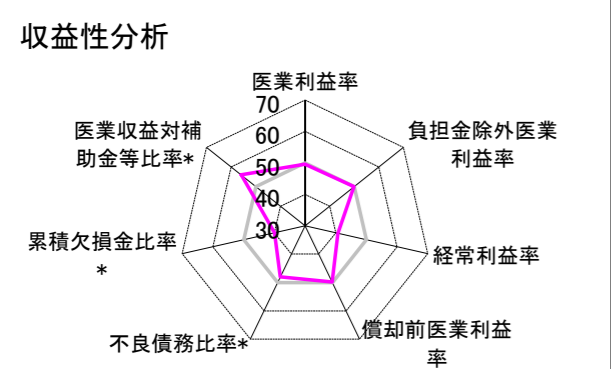 収益性分析
医業利益率
70
60
50
40
30
負担金除外医業
利益率
経常利益率
償却前医業利益
率
不良債務比率*
累積欠損金比率
*
医業収益対補
助金等比率*